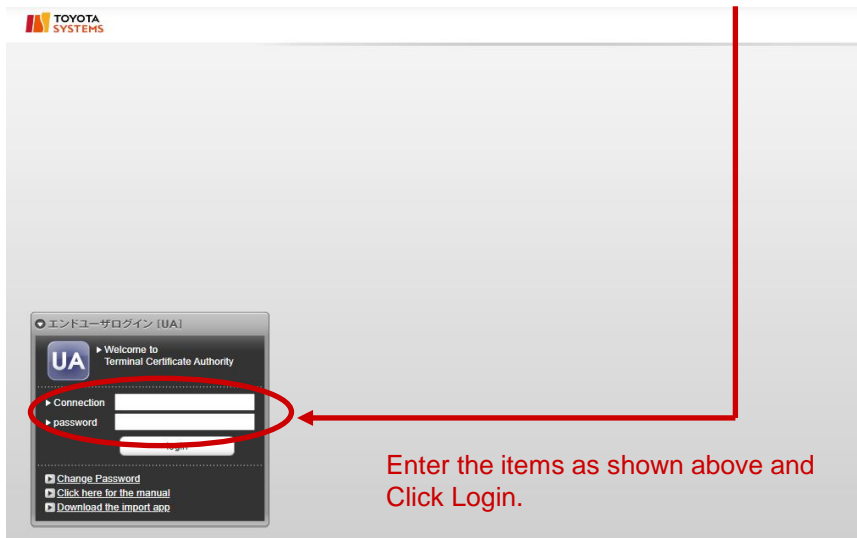 TOYOTA
SYSTEMS
エンドユーザログイン [UA]
UA
Welcome to
Terminal Certificate Authority
Connection
password
login
Change Password
Click here for the manual
Download the import app
Enter the items as shown above and
Click Login.